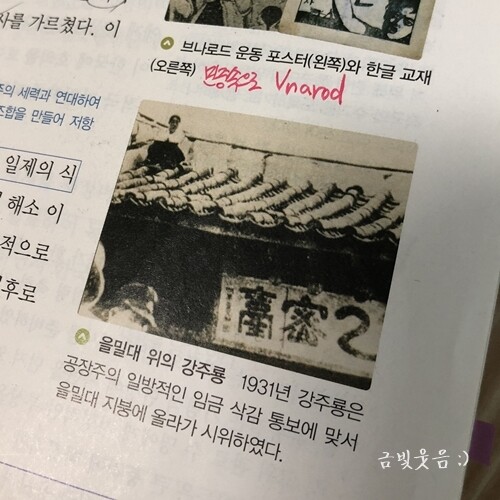 사를 가르쳤다. 이
브나로드 운동 포스터(왼쪽)와 한글 교재
(오른쪽)
민중속으로 Vnarod
주의 세력과 연대하여
조합을 만들어 저항
일제의 식
해소 이
적으로
후로
乙密臺
을밀대 위의 강주룡 1931년 강주룡은
공장주의 일방적인 임금 삭감 통보에 맞서
을밀대 지붕에 올라가 시위하였다.
금빛웃음 :)